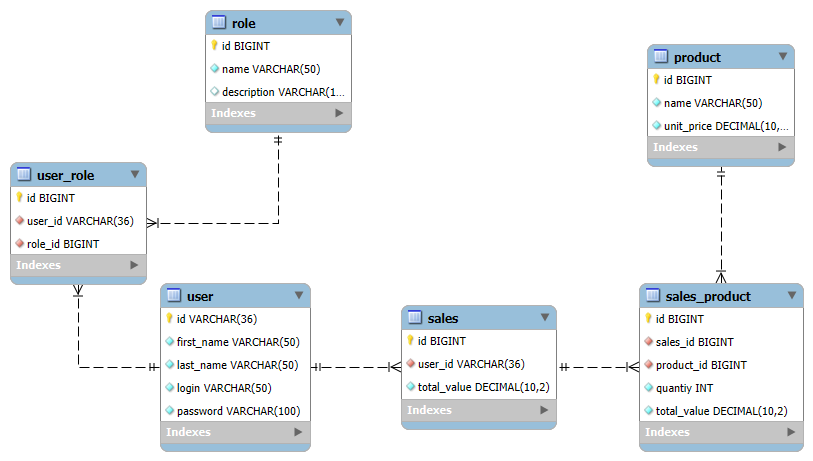 role
id BIGINT
name VARCHAR(50)
description VARCHAR(1...
Indexes
product
id BIGINT
name VARCHAR(50)
unit_price DECIMAL(10,...
Indexes
user_role
id BIGINT
user_id VARCHAR(36)
role_id BIGINT
Indexes
user
id VARCHAR(36)
first_name VARCHAR(50)
last_name VARCHAR(50)
login VARCHAR(50)
password VARCHAR(100)
Indexes
sales
id BIGINT
user_id VARCHAR(36)
total_value DECIMAL(10,2)
Indexes
sales_product
id BIGINT
sales_id BIGINT
product_id BIGINT
quantiy INT
total_value DECIMAL(10,2)
Indexes